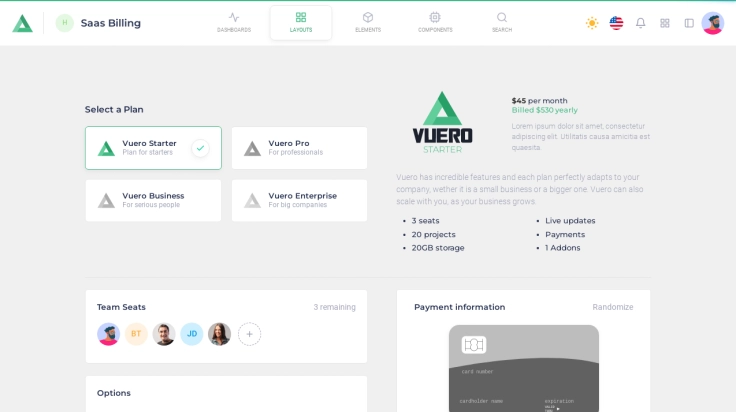 H
Saas Billing
DASHBOARDS
LAYOUTS
ELEMENTS
COMPONENTS
SEARCH
Select a Plan
Vuero Starter
Plan for starters
Vuero Pro
For professionals
Vuero Business
For serious people
Vuero Enterprise
For big companies
VUERO
STARTER
$45 per month
Billed $530 yearly
Lorem ipsum dolor sit amet, consectetur
adipiscing elit. Utilitatis causa amicitia est
quaesita.
Vuero has incredible features and each plan perfectly adapts to your
company, wether it is a small business or a bigger one. Vuero can also
scale with you, as your business grows.
• 3 seats
• 20 projects
• 20GB storage
• Live updates
• Payments
• 1 Addons
Team Seats
3 remaining
BT
JD
Options
Payment information
Randomize
card number
cardholder name
expiration
VALID